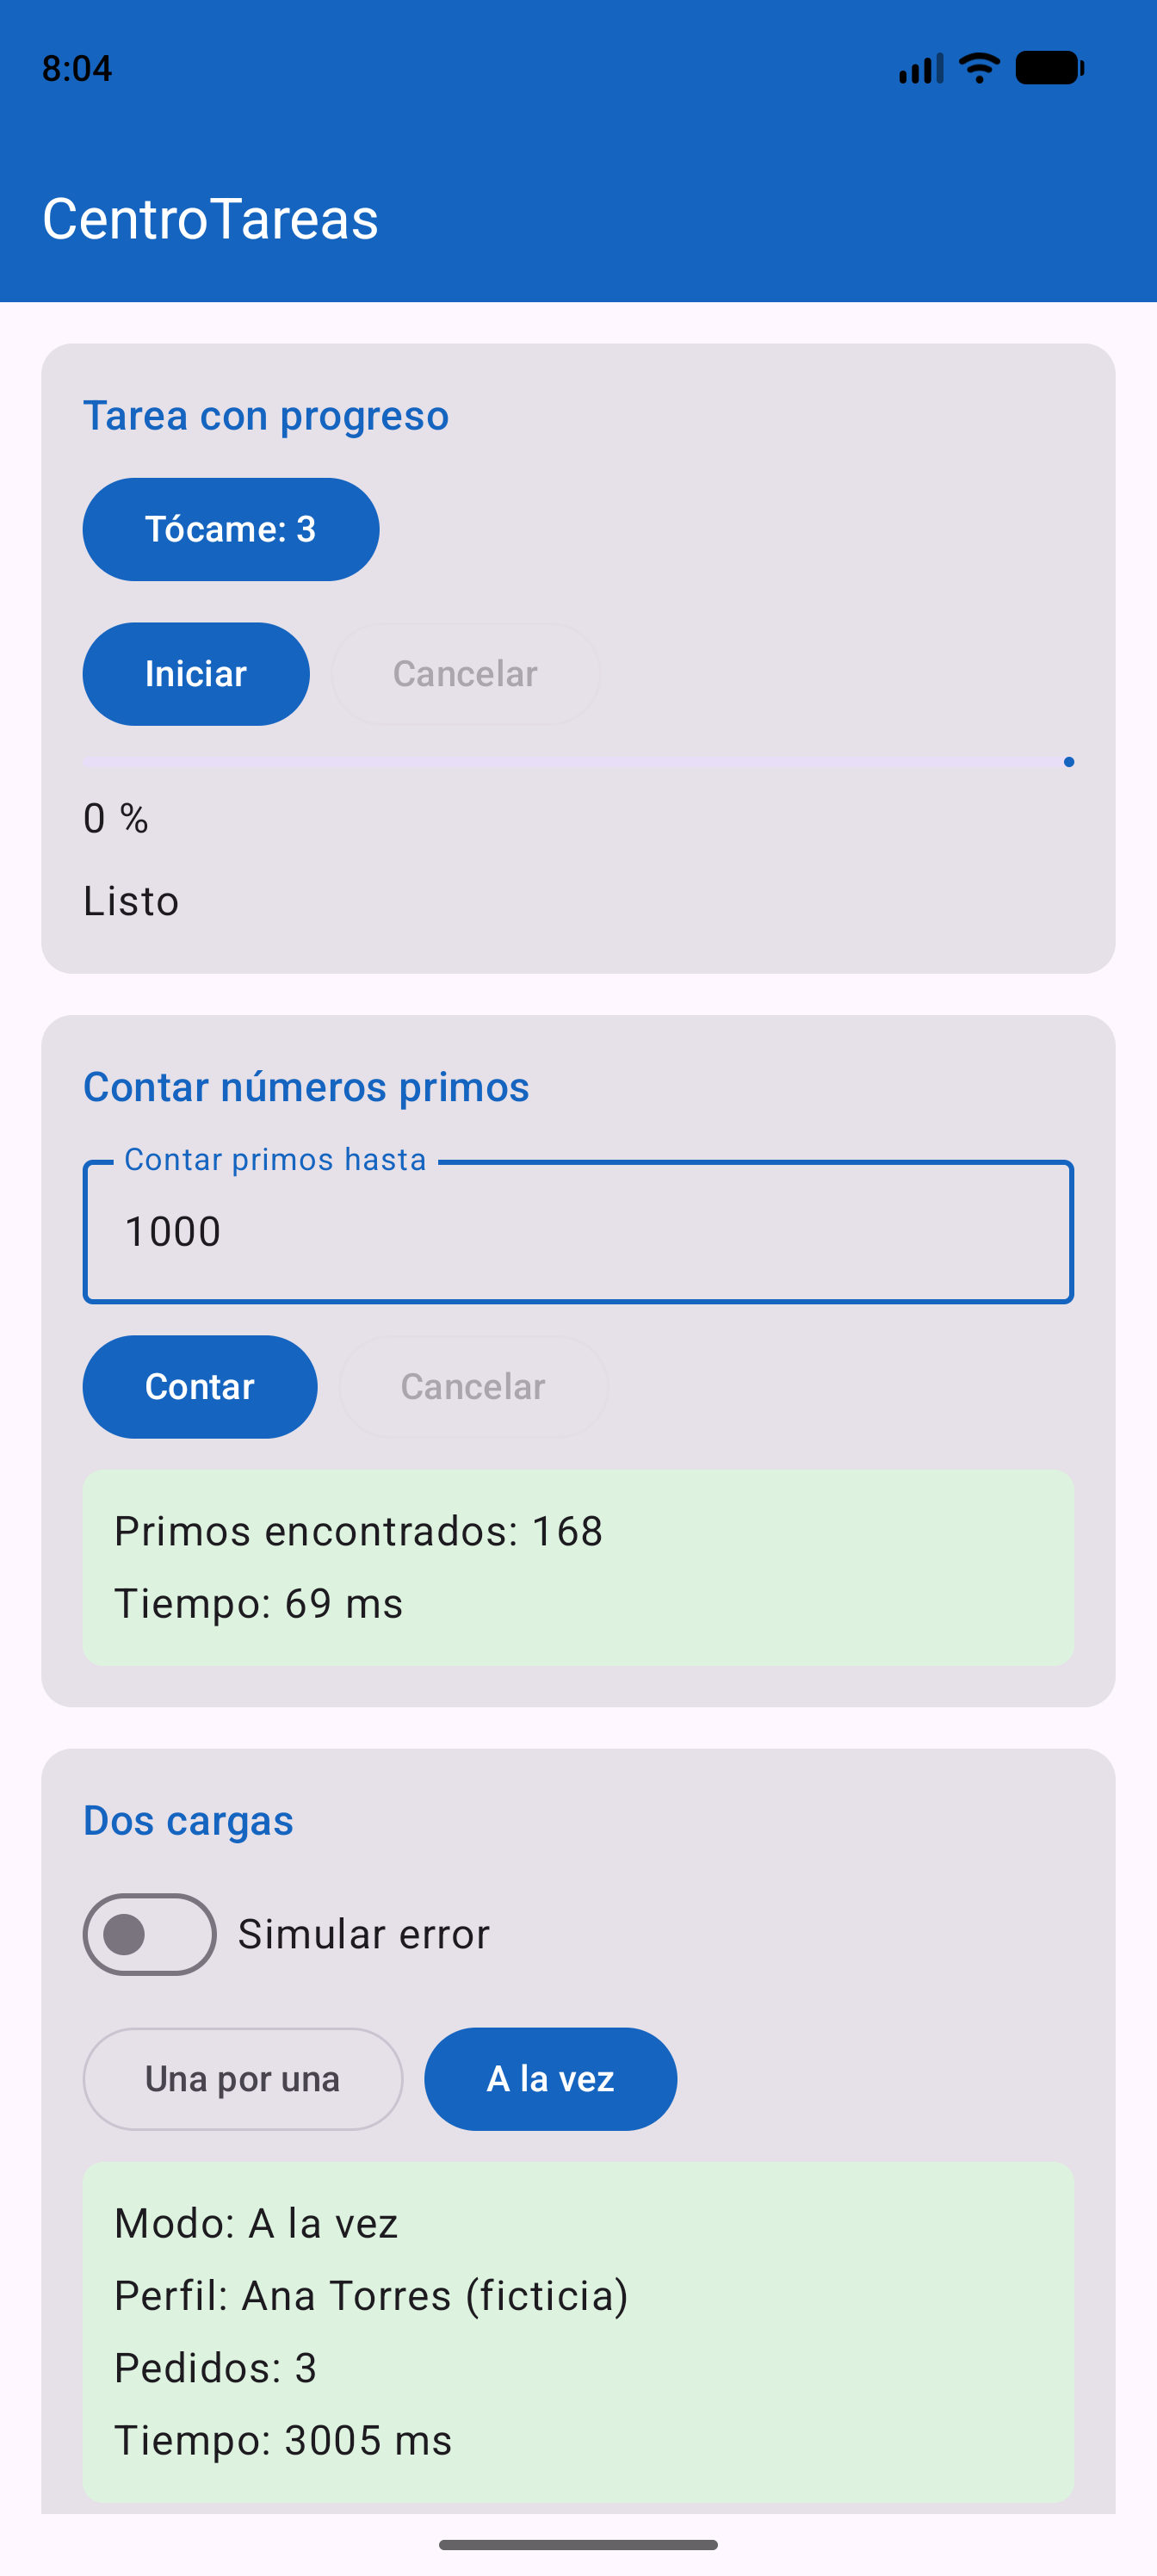 8:04
CentroTareas
Tarea con progreso
Tócame: 3
Iniciar
Cancelar
0 %
Listo
Contar números primos
Contar primos hasta
1000
Contar
Cancelar
Primos encontrados: 168
Tiempo: 69 ms
Dos cargas
Simular error
Una por una
A la vez
Modo: A la vez
Perfil: Ana Torres (ficticia)
Pedidos: 3
Tiempo: 3005 ms